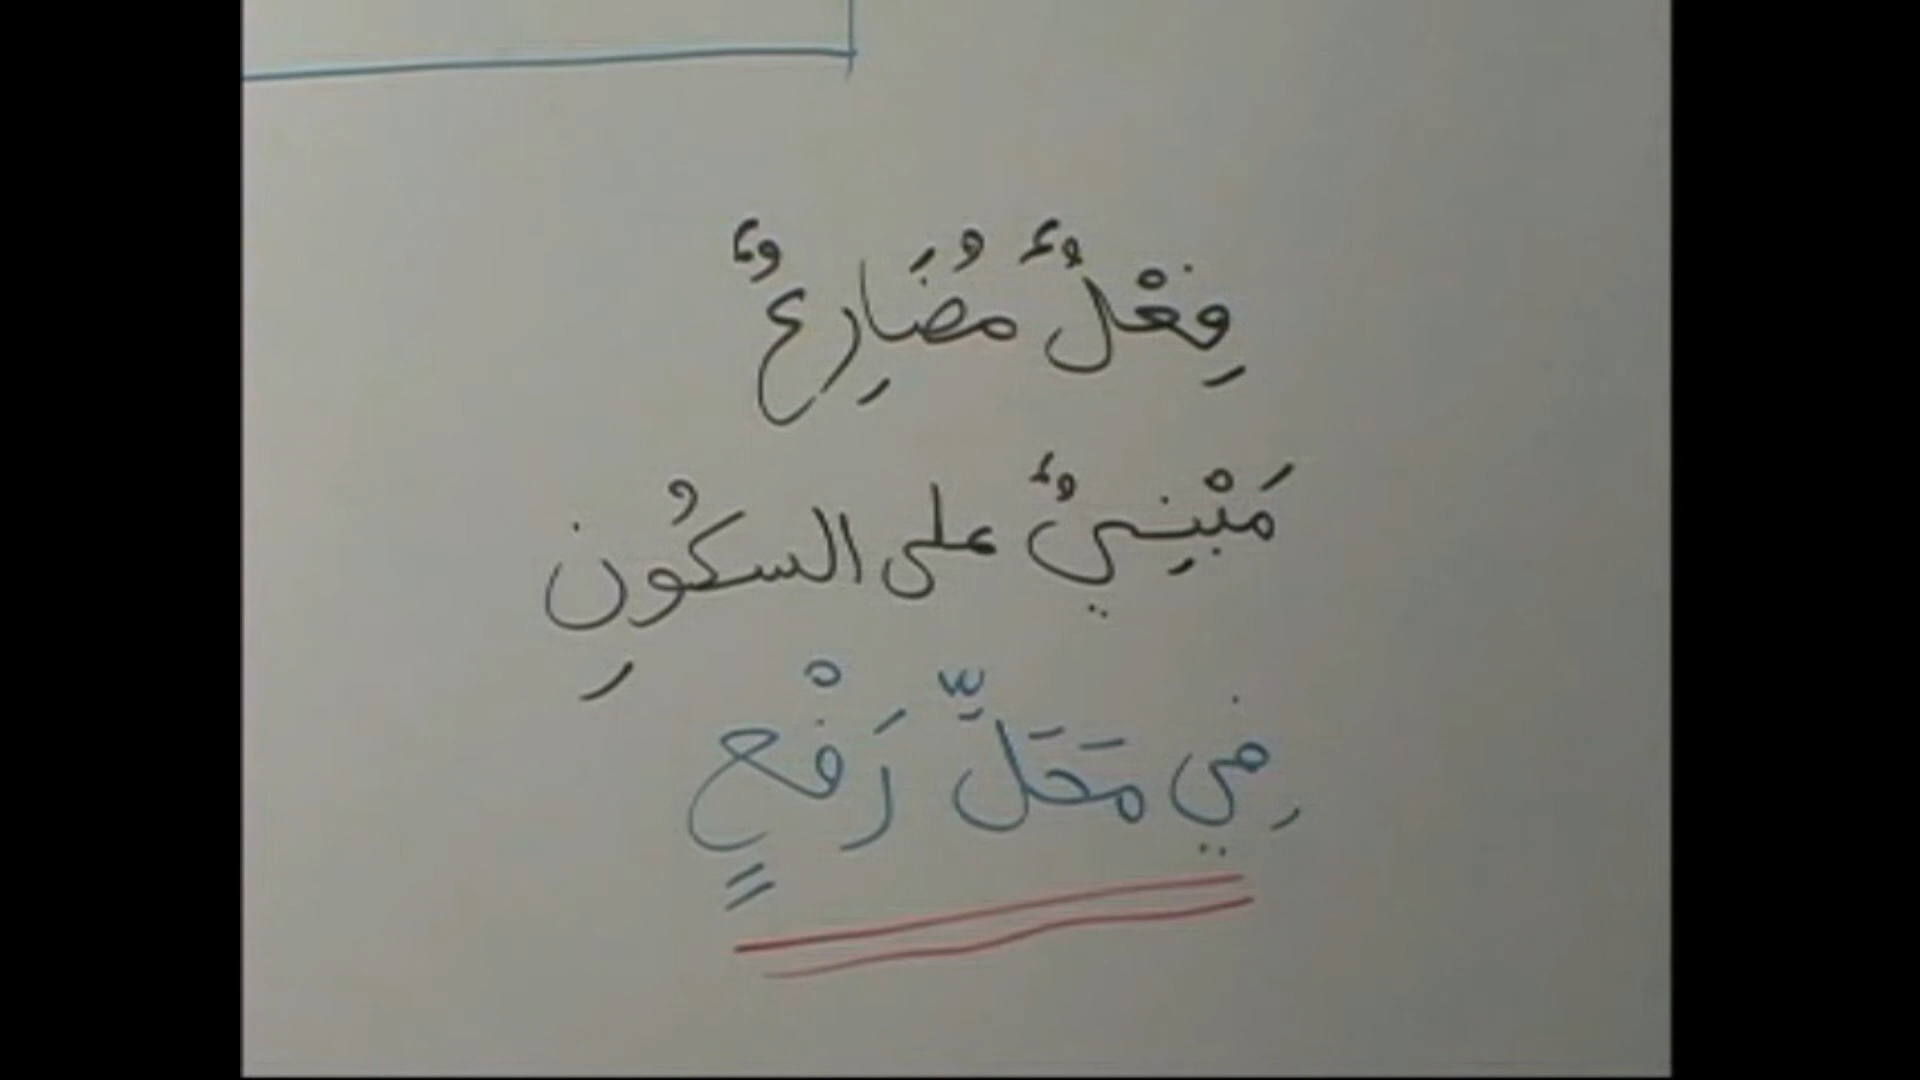 فِعْلٌ مُضَارِعٌ
مَبْنِيٌّ على السكُونِ
فِي مَحَلِّ رَفْعٍ